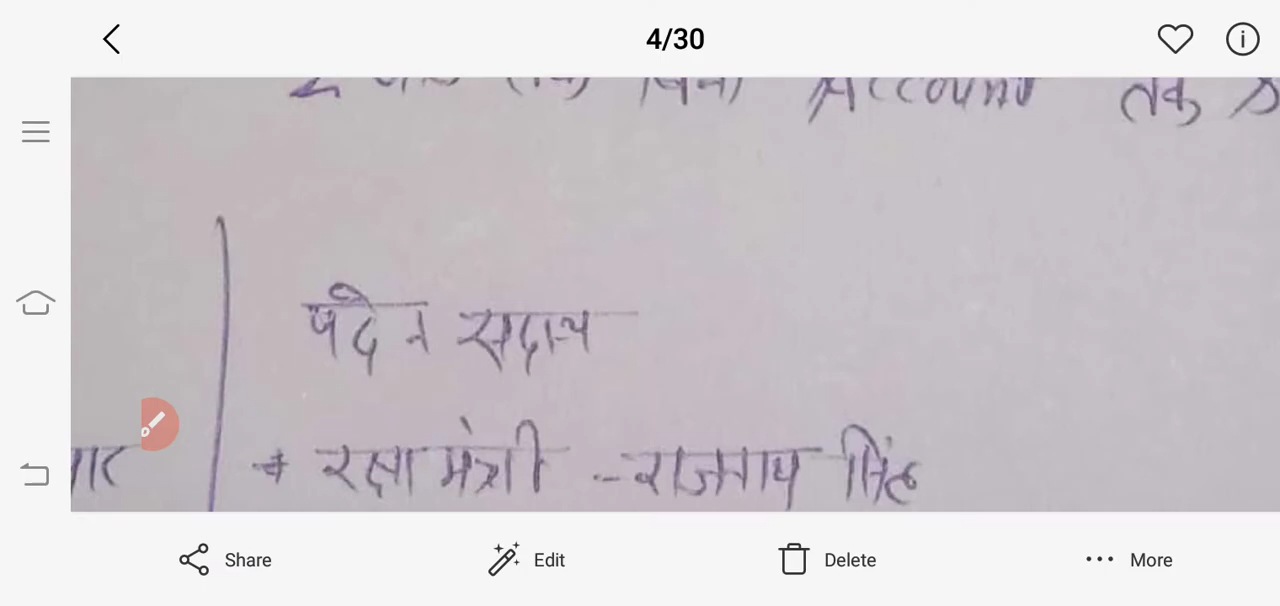 4/30
Account तक
पदेन सदस्य
रक्षा मंत्री - राजनाथ सिंह
Share Edit Delete More